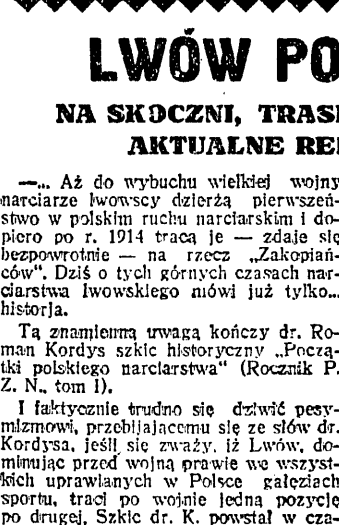 LWÓW PO
NA SKOCZNI, TRAS
AKTUALNE RE
—... Aż do wybuchu wielkiej wojny
narciarze lwowscy dzierżą pierwszeń-
stwo w polskim ruchu narciarskim i do-
piero po r. 1914 tracą je — zdaje się
bezpowrotnie — na rzecz „Zakopiań-
ców". Dziś o tych górnych czasach nar-
ciarstwa lwowskiego mówi już tylko...
historja.
Tą znamienną uwagą kończy dr. Ro-
man Kordys szkic historyczny „Począ-
tki polskiego narciarstwa" (Rocznik P.
Z. N., tom I).
I faktycznie trudno się dziwić pesy-
mizmowi, przebijającemu się ze słów dr.
Kordysa, jeśli się zważy, iż Lwów, do-
minując przed wojną prawie we wszyst-
kich uprawianych w Polsce gałęziach
sportu, traci po wojnie jedną pozycję
po drugiej. Szkic dr. K. powstał w cza-